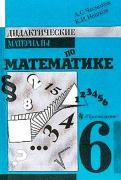 А.С. Чесноков
К.И. Нешков
ДИДАКТИЧЕСКИЕ
МАТЕРИАЛЫ
ПО
МАТЕМАТИКЕ
§
Просвещение
6